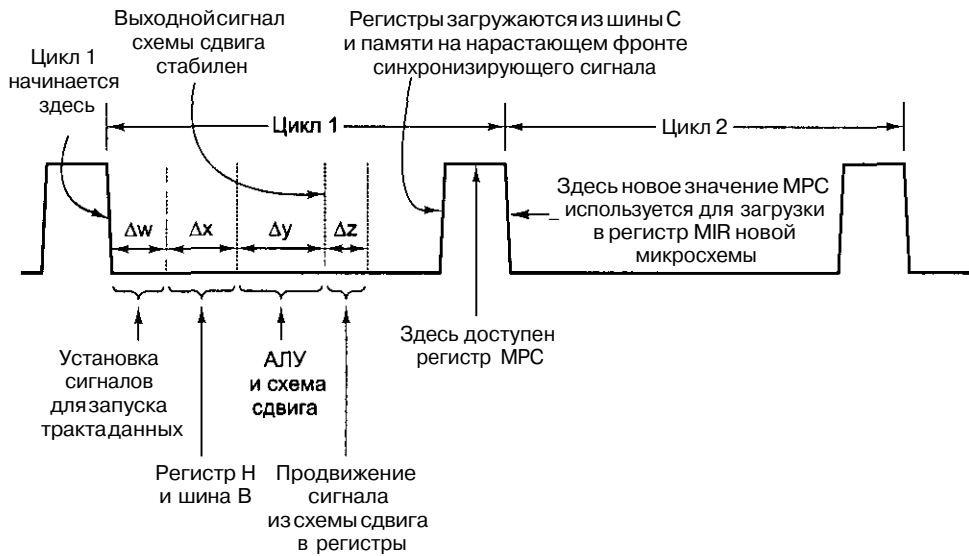 Выходной сигнал
схемы сдвига
стабилен
Регистры загружаются из шины С
и памяти на нарастающем фронте
синхронизирующего сигнала
Цикл 1
начинается
здесь
Цикл 1
Цикл 2
Здесь новое значение МРС
используется для загрузки
в регистр MIR новой
микросхемы
Δw
Δx
Δy
Δz
Установка
сигналов
для запуска
тракта данных
АЛУ
и схема
сдвига
Здесь доступен
регистр МРС
Регистр Н
и шина В
Продвижение
сигнала
из схемы сдвига
в регистры